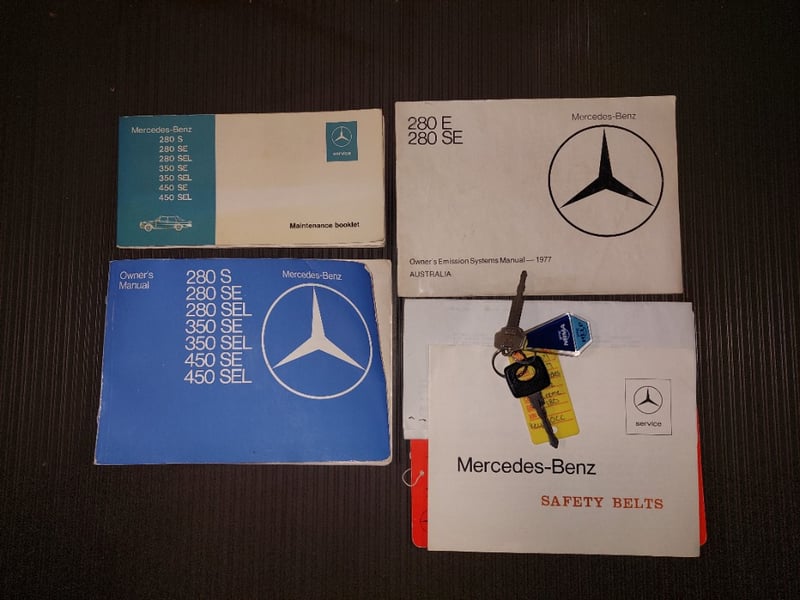 Mercedes-Benz
280 S
280 SE
280 SEL
350 SE
350 SEL
450 SE
450 SEL
service
Maintenance booklet
280 E
280 SE
Mercedes-Benz
Owner's Emission Systems Manual — 1977
AUSTRALIA
Owner's
Manual
280 S
280 SE
280 SEL
350 SE
350 SEL
450 SE
450 SEL
Mercedes-Benz
NRMA
service
Mercedes-Benz
SAFETY BELTS